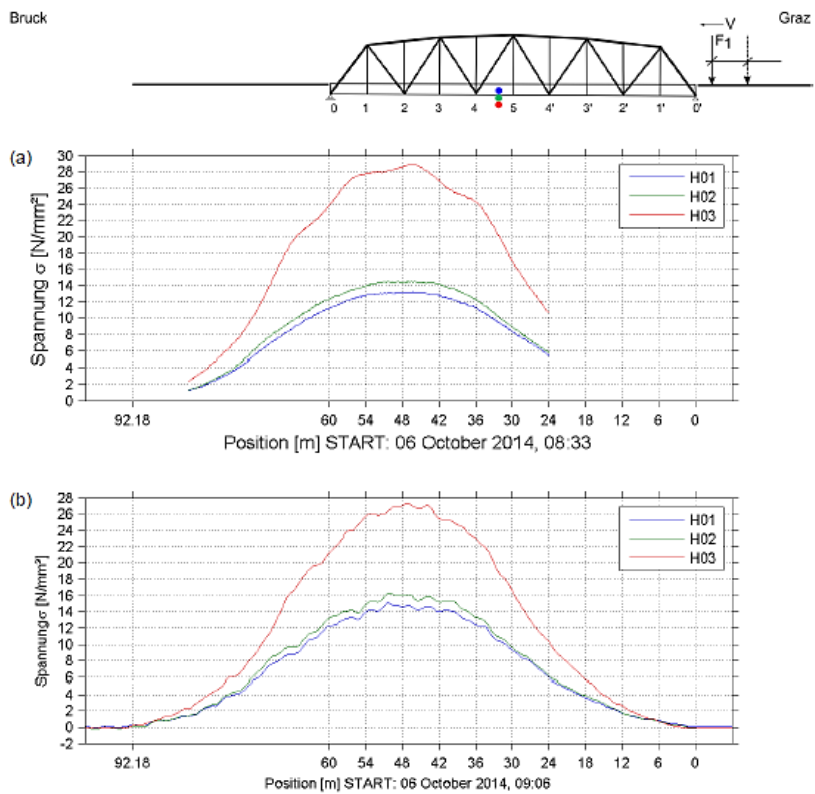 Bruck
Graz
V
F1
0 1 2 3 4 5 4' 3' 2' 1' 0'
(a)
30
28
26
24
22
20
18
16
14
12
10
8
6
4
2
0
Spannung σ [N/mm²]
H01
H02
H03
92.18 60 54 48 42 36 30 24 18 12 6 0
Position [m] START: 06 October 2014, 08:33
(b)
28
26
24
22
20
18
16
14
12
10
8
6
4
2
0
-2
Spannungσ [N/mm²]
H01
H02
H03
92.18 60 54 48 42 36 30 24 18 12 6 0
Position [m] START: 06 October 2014, 09:06